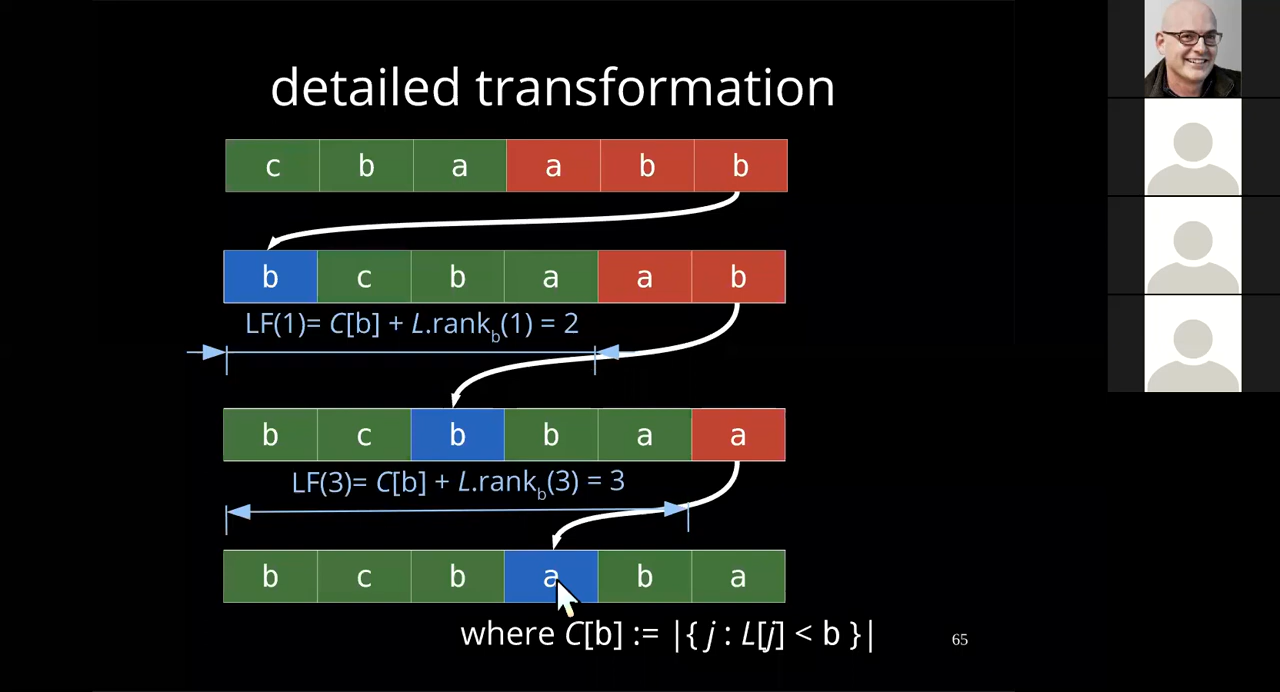 detailed transformation
c b a a b b
b c b a a b
LF(1)= C[b] + L.rank_b(1) = 2
b c b b a a
LF(3)= C[b] + L.rank_b(3) = 3
b c b a b a
where C[b] := |{ j : L[j] < b }|
65